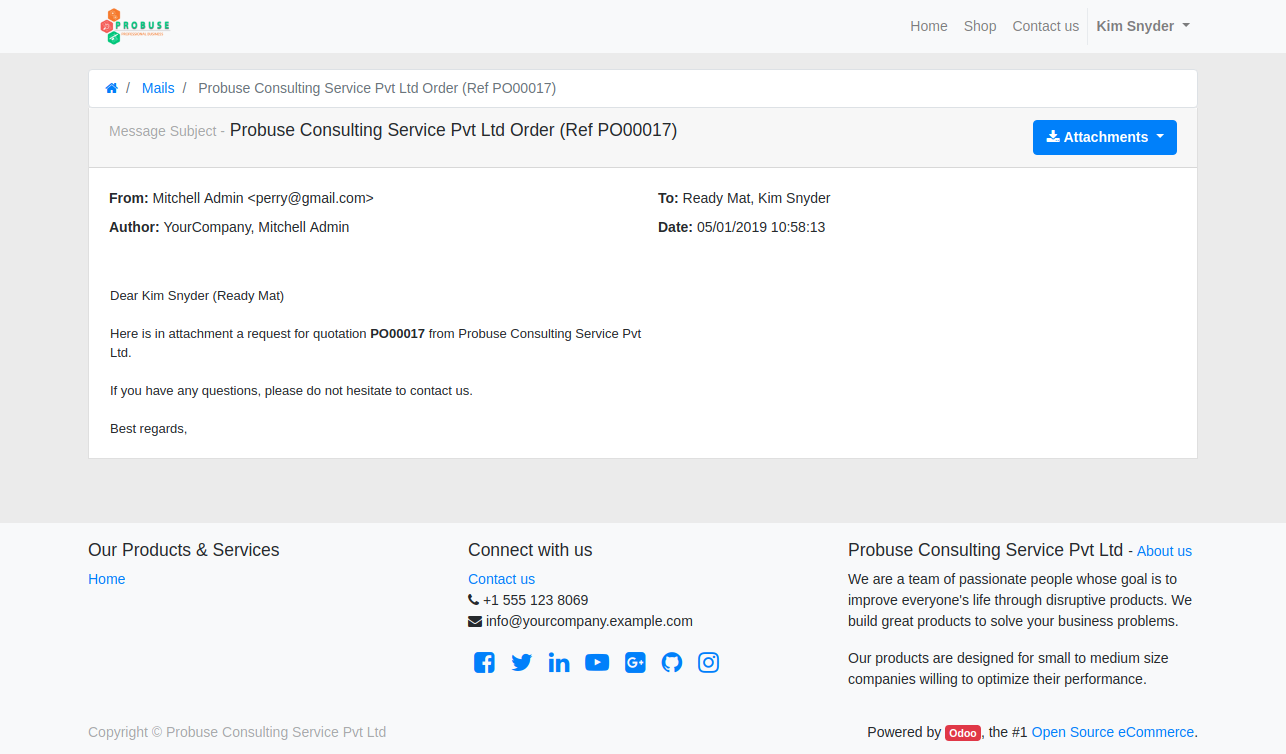 PROBUSE
Home Shop Contact us Kim Snyder
/ Mails / Probuse Consulting Service Pvt Ltd Order (Ref PO00017)
Message Subject - Probuse Consulting Service Pvt Ltd Order (Ref PO00017)
Attachments
From: Mitchell Admin <perry@gmail.com>
To: Ready Mat, Kim Snyder
Author: YourCompany, Mitchell Admin
Date: 05/01/2019 10:58:13
Dear Kim Snyder (Ready Mat)
Here is in attachment a request for quotation PO00017 from Probuse Consulting Service Pvt
Ltd.
If you have any questions, please do not hesitate to contact us.
Best regards,
Our Products & Services
Home
Connect with us
Contact us
+1 555 123 8069
info@yourcompany.example.com
Probuse Consulting Service Pvt Ltd - About us
We are a team of passionate people whose goal is to
improve everyone's life through disruptive products. We
build great products to solve your business problems.
Our products are designed for small to medium size
companies willing to optimize their performance.
Copyright © Probuse Consulting Service Pvt Ltd
Powered by Odoo, the #1 Open Source eCommerce.